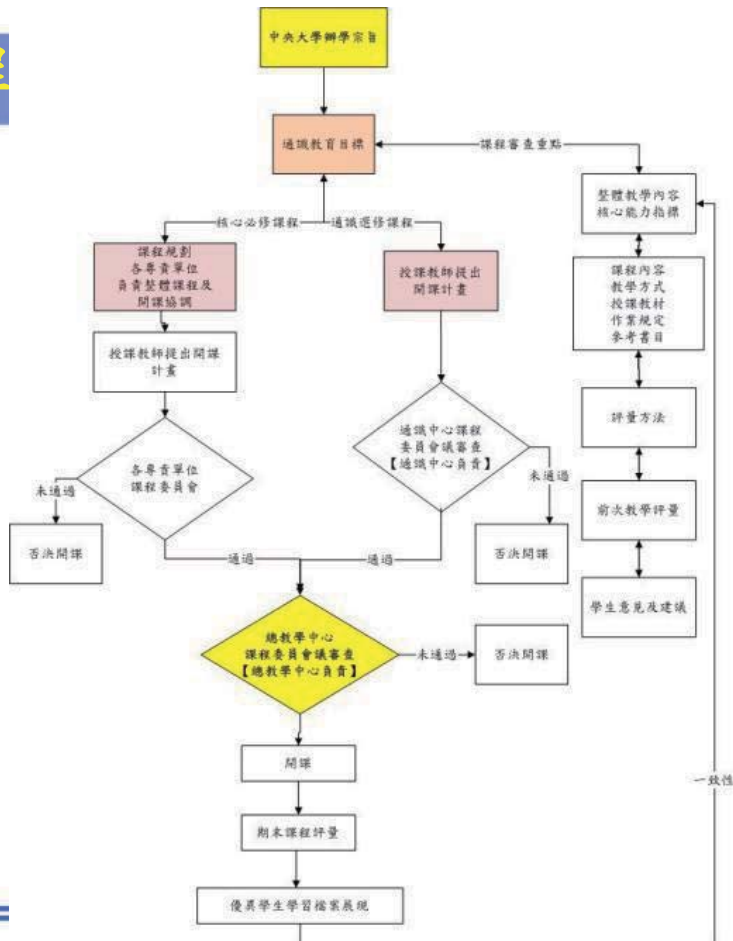 中央大學辦學宗旨
通識教育目標
課程審查重點
整體教學內容
核心能力指標
核心必修課程
通識選修課程
課程規劃
各專責單位
負責整體課程及
開課協調
授課教師提出
開課計畫
課程內容
教學方式
授課教材
作業規定
參考書目
授課教師提出開課
計畫
評量方法
通識中心課程
委員會議審查
【通識中心負責】
各專責單位
課程委員會
未通過
未通過
前次教學評量
否決開課
通過
通過
否決開課
學生意見及建議
總教學中心
課程委員會議審查
【總教學中心負責】
未通過
否決開課
開課
一致性
期末課程評量
優異學生學習檔案展現